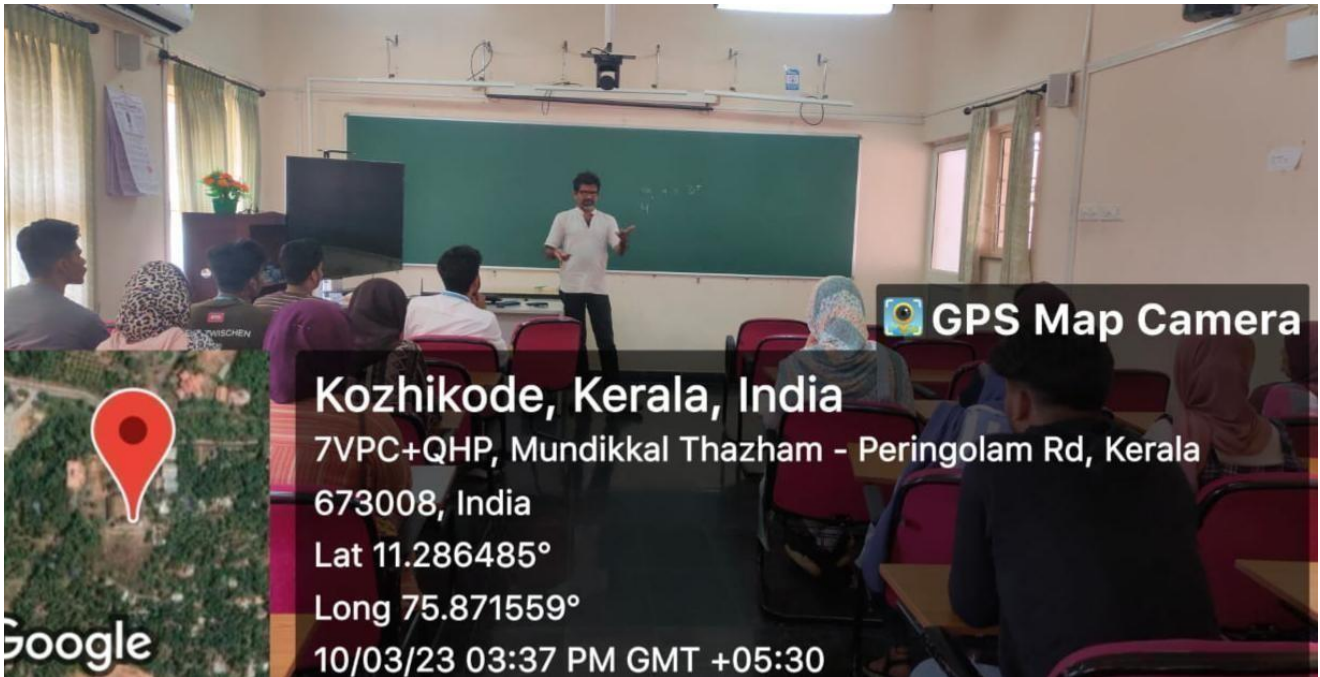 ZWISCHEN
GPS Map Camera
Kozhikode, Kerala, India
7VPC+QHP, Mundikkal Thazham - Peringolam Rd, Kerala
673008, India
Lat 11.286485°
Long 75.871559°
10/03/23 03:37 PM GMT +05:30
Google